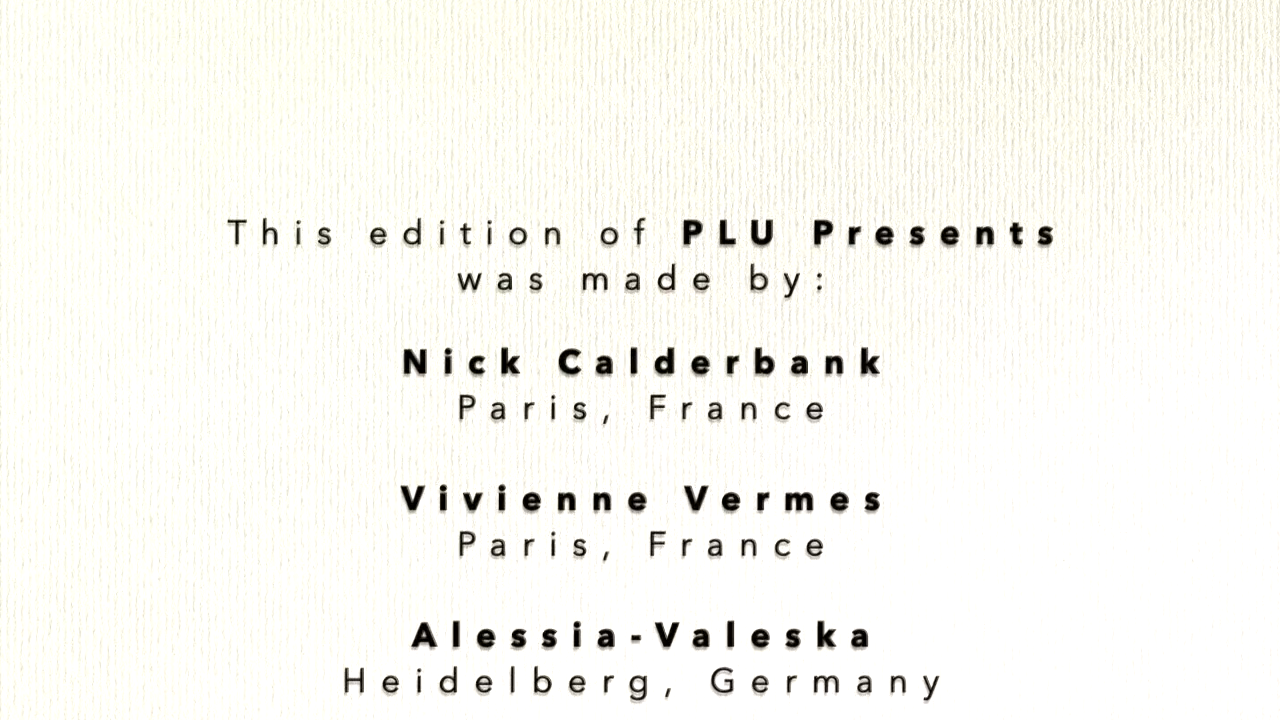 This edition of PLU Presents
was made by:
Nick Calderbank
Paris, France
Vivienne Vermes
Paris, France
Alessia-Valeska
Heidelberg, Germany